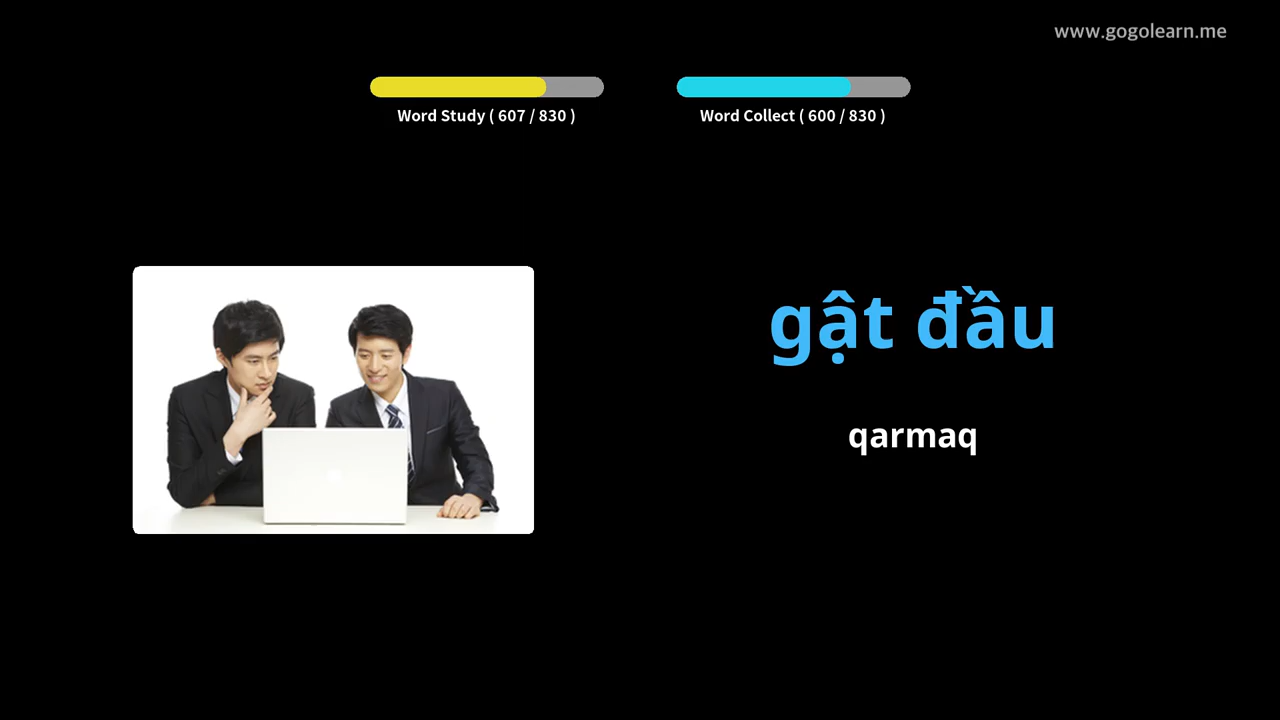 www.gogolearn.me
Word Study ( 607 / 830 )
Word Collect ( 600 / 830 )
gật đầu
qarmaq